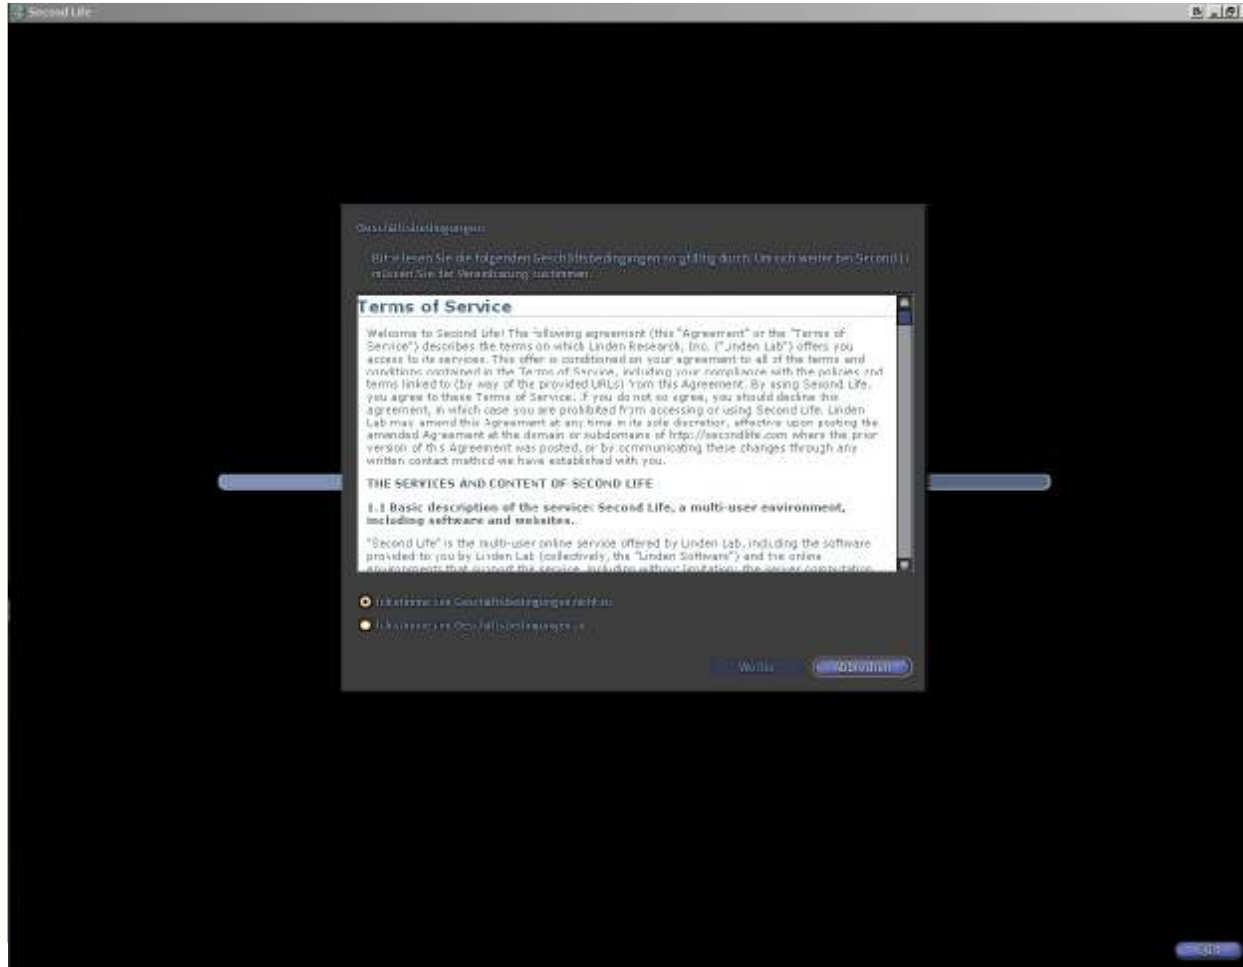 Second Life
Geschäftsbedingungen
Bitte lesen Sie die folgenden Geschäftsbedingungen sorgfältig durch. Um sich weiter bei Second Li
müssen Sie der Vereinbarung zustimmen.
Terms of Service
Welcome to Second Life! The following agreement (this "Agreement" or the "Terms of
Service") describes the terms on which Linden Research, Inc. ("Linden Lab") offers you
access to its services. This offer is conditioned on your agreement to all of the terms and
conditions contained in the Terms of Service, including your compliance with the policies and
terms linked to (by way of the provided URLs) from this Agreement. By using Second Life,
you agree to these Terms of Service. If you do not so agree, you should decline this
agreement, in which case you are prohibited from accessing or using Second Life. Linden
Lab may amend this Agreement at any time in its sole discretion, effective upon posting the
amended Agreement at the domain or subdomains of http://secondlife.com where the prior
version of this Agreement was posted, or by communicating these changes through any
written contact method we have established with you.
THE SERVICES AND CONTENT OF SECOND LIFE
1.1 Basic description of the service: Second Life, a multi-user environment,
including software and websites.
"Second Life" is the multi-user online service offered by Linden Lab, including the software
provided to you by Linden Lab (collectively, the "Linden Software") and the online
environments that support the service, including without limitation: the server computation
Ich stimme den Geschäftsbedingungen nicht zu
Ich stimme den Geschäftsbedingungen zu
Weiter
Abbrechen
Quit